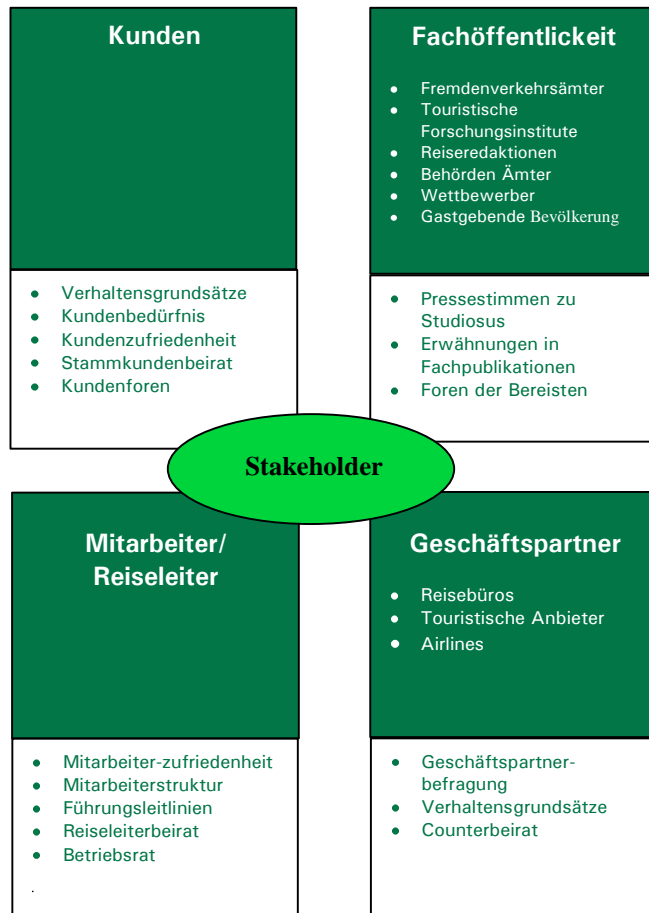 Kunden
• Verhaltensgrundsätze
• Kundenbedürfnis
• Kundenzufriedenheit
• Stammkundenbeirat
• Kundenforen
Fachöffentlickeit
• Fremdenverkehrsämter
• Touristische
Forschungsinstitute
• Reiseredaktionen
• Behörden Ämter
• Wettbewerber
• Gastgebende Bevölkerung
• Pressestimmen zu
Studiosus
• Erwähnungen in
Fachpublikationen
• Foren der Bereisten
Stakeholder
Mitarbeiter/
Reiseleiter
• Mitarbeiter-zufriedenheit
• Mitarbeiterstruktur
• Führungsleitlinien
• Reiseleiterbeirat
• Betriebsrat
.
Geschäftspartner
• Reisebüros
• Touristische Anbieter
• Airlines
• Geschäftspartner-
befragung
• Verhaltensgrundsätze
• Counterbeirat